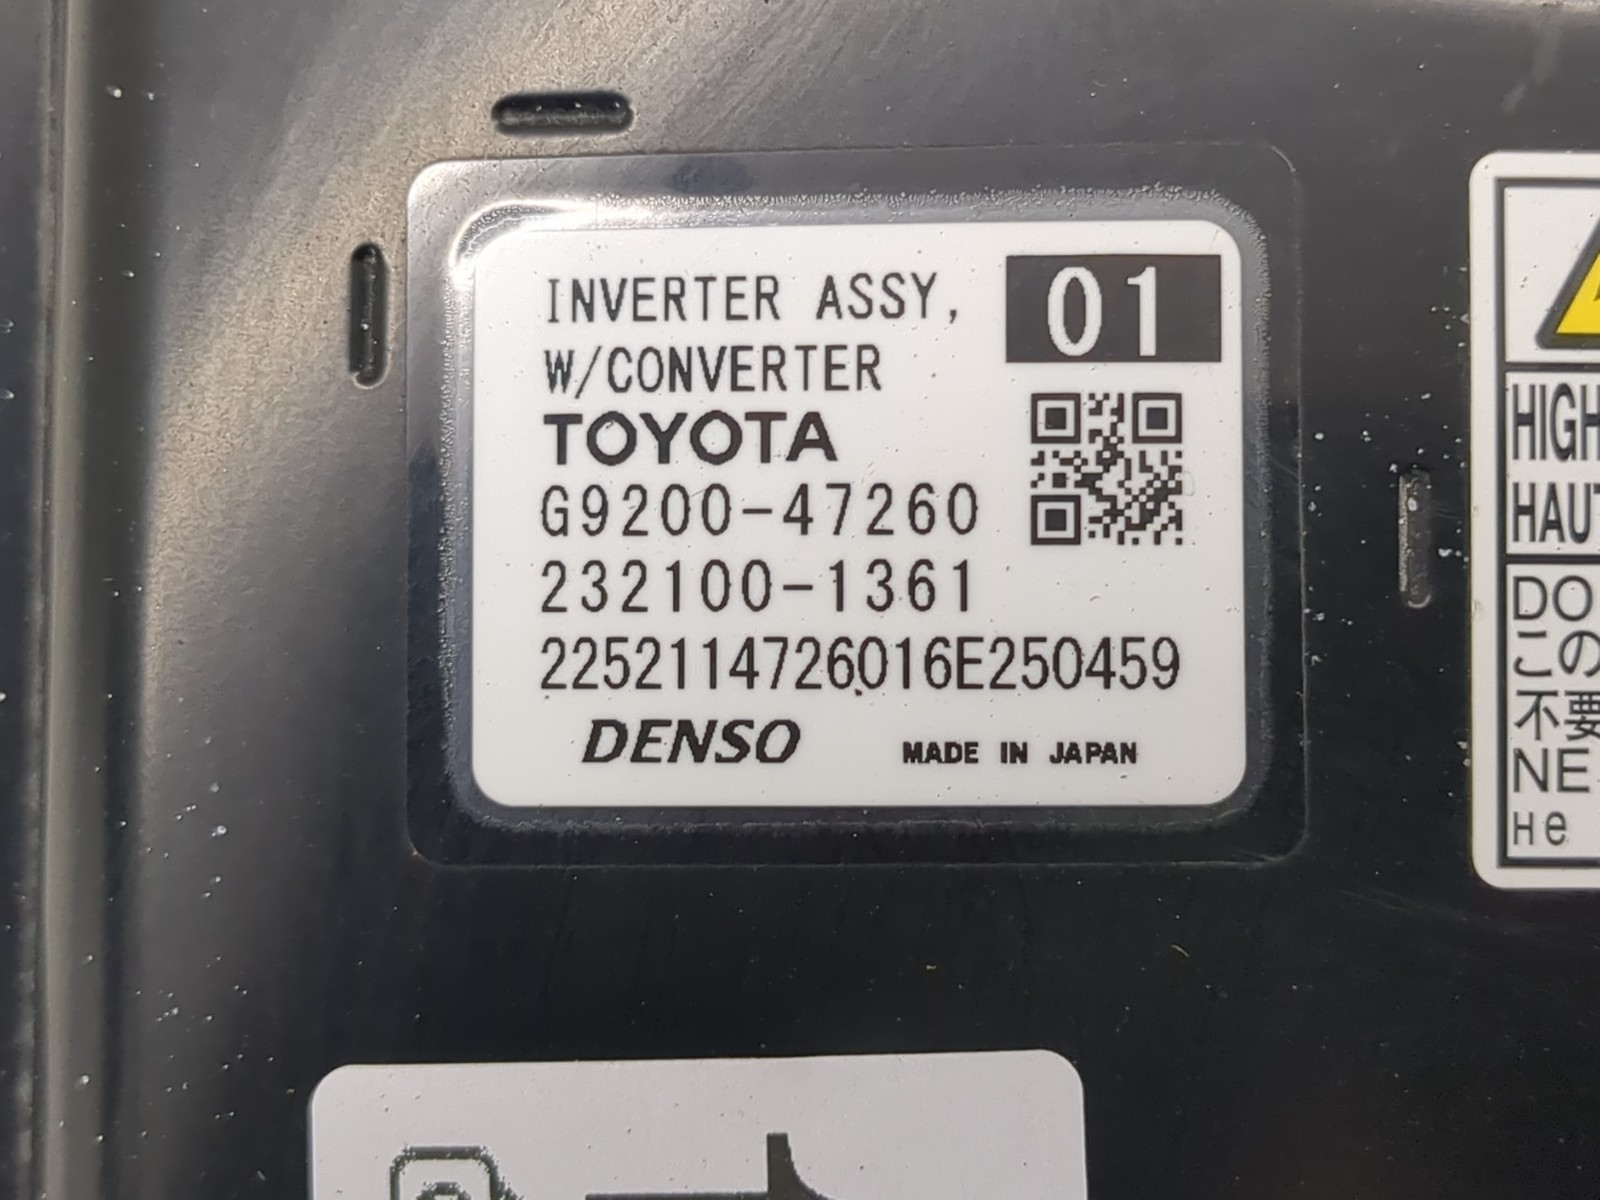 INVERTER ASSY,
W/CONVERTER
01
TOYOTA
G9200-47260
232100-1361
2252114726016E250459
DENSO
MADE IN JAPAN
HIGH
DO
この
不要
NE
не